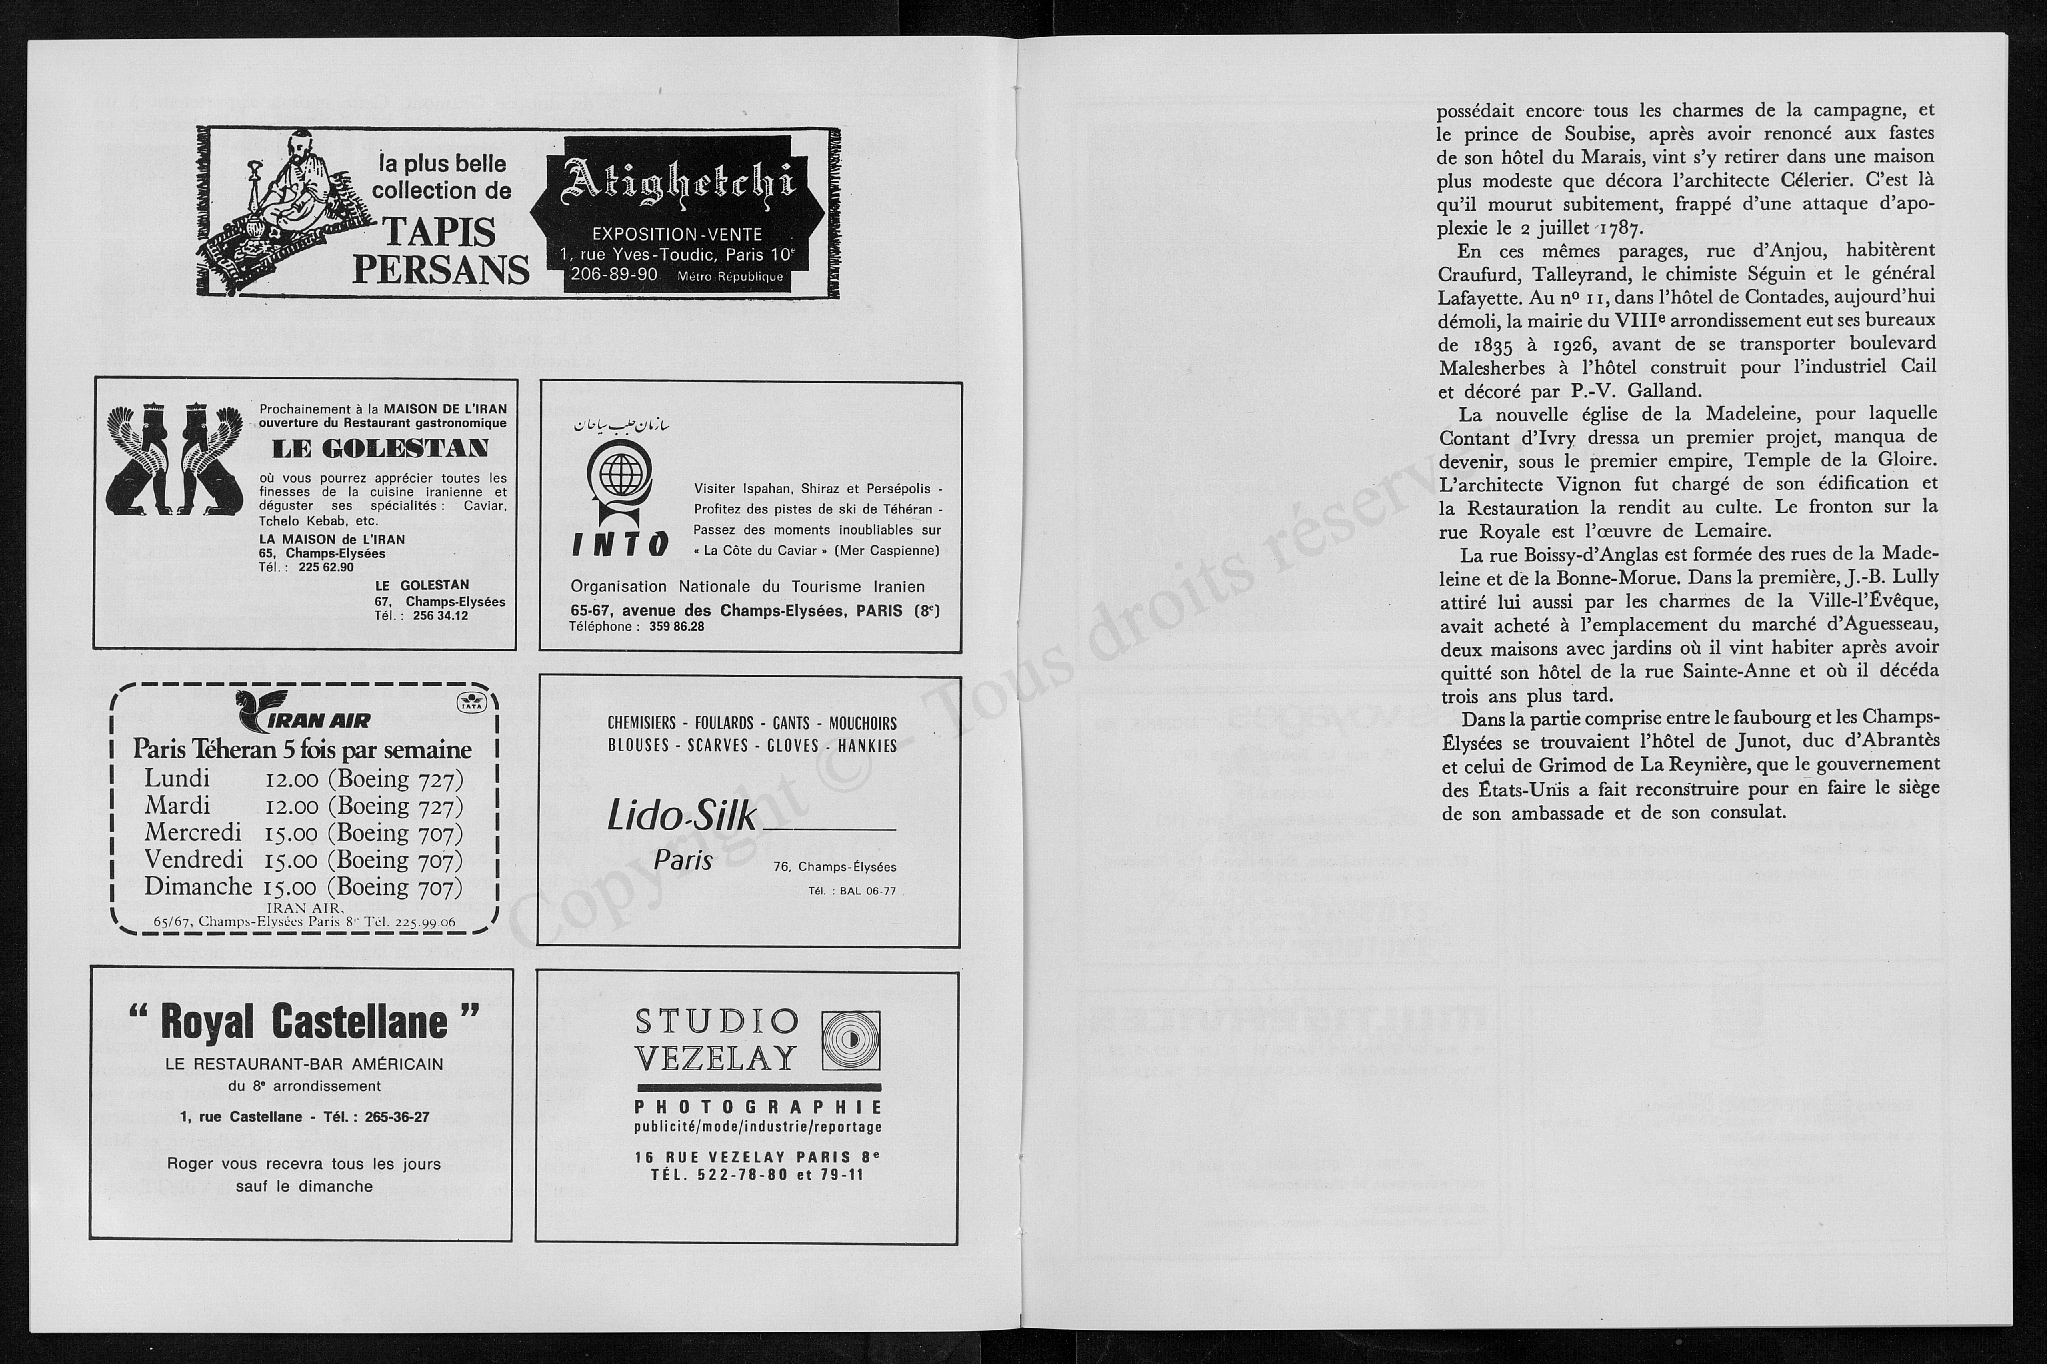 la plus belle
collection de
TAPIS
PERSANS
Atighetchi
EXPOSITION-VENTE
1, rue Yves-Toudic, Paris 10e
206-89-90 Métro République
Prochainement à la MAISON DE L'IRAN
ouverture du Restaurant gastronomique
LE GOLESTAN
où vous pourrez apprécier toutes les
finesses de la cuisine iranienne et
déguster ses spécialités : Caviar,
Tchelo Kebab, etc.
LA MAISON de L'IRAN
65, Champs-Elysées
Tél. : 225 62.90
LE GOLESTAN
67, Champs-Elysées
Tél. : 256 34.12
سازمان جلب سیاحان
INTO
Visiter Ispahan, Shiraz et Persépolis -
Profitez des pistes de ski de Téhéran -
Passez des moments inoubliables sur
« La Côte du Caviar » (Mer Caspienne)
Organisation Nationale du Tourisme Iranien
65-67, avenue des Champs-Elysées, PARIS (8e)
Téléphone : 359 86.28
IRAN AIR
IATA
Paris Téheran 5 fois par semaine
Lundi 12.00 (Boeing 727)
Mardi 12.00 (Boeing 727)
Mercredi 15.00 (Boeing 707)
Vendredi 15.00 (Boeing 707)
Dimanche 15.00 (Boeing 707)
IRAN AIR.
65/67, Champs-Elysées Paris 8e Tél. 225.99 06
CHEMISIERS - FOULARDS - GANTS - MOUCHOIRS
BLOUSES - SCARVES - GLOVES - HANKIES
Lido-Silk
Paris
76, Champs-Élysées
Tél. : BAL 06-77
" Royal Castellane "
LE RESTAURANT-BAR AMÉRICAIN
du 8e arrondissement
1, rue Castellane - Tél. : 265-36-27
Roger vous recevra tous les jours
sauf le dimanche
STUDIO
VEZELAY
PHOTOGRAPHIE
publicité/mode/industrie/reportage
16 RUE VEZELAY PARIS 8e
TÉL. 522-78-80 et 79-11
possédait encore tous les charmes de la campagne, et
le prince de Soubise, après avoir renoncé aux fastes
de son hôtel du Marais, vint s'y retirer dans une maison
plus modeste que décora l'architecte Célerier. C'est là
qu'il mourut subitement, frappé d'une attaque d'apo-
plexie le 2 juillet 1787.
En ces mêmes parages, rue d'Anjou, habitèrent
Craufurd, Talleyrand, le chimiste Séguin et le général
Lafayette. Au nº 11, dans l'hôtel de Contades, aujourd'hui
démoli, la mairie du VIIIe arrondissement eut ses bureaux
de 1835 à 1926, avant de se transporter boulevard
Malesherbes à l'hôtel construit pour l'industriel Cail
et décoré par P.-V. Galland.
La nouvelle église de la Madeleine, pour laquelle
Contant d'Ivry dressa un premier projet, manqua de
devenir, sous le premier empire, Temple de la Gloire.
L'architecte Vignon fut chargé de son édification et
la Restauration la rendit au culte. Le fronton sur la
rue Royale est l'œuvre de Lemaire.
La rue Boissy-d'Anglas est formée des rues de la Made-
leine et de la Bonne-Morue. Dans la première, J.-B. Lully
attiré lui aussi par les charmes de la Ville-l'Évêque,
avait acheté à l'emplacement du marché d'Aguesseau,
deux maisons avec jardins où il vint habiter après avoir
quitté son hôtel de la rue Sainte-Anne et où il décéda
trois ans plus tard.
Dans la partie comprise entre le faubourg et les Champs-
Élysées se trouvaient l'hôtel de Junot, duc d'Abrantès
et celui de Grimod de La Reynière, que le gouvernement
des États-Unis a fait reconstruire pour en faire le siège
de son ambassade et de son consulat.
Copyright © - Tous droits réservés.